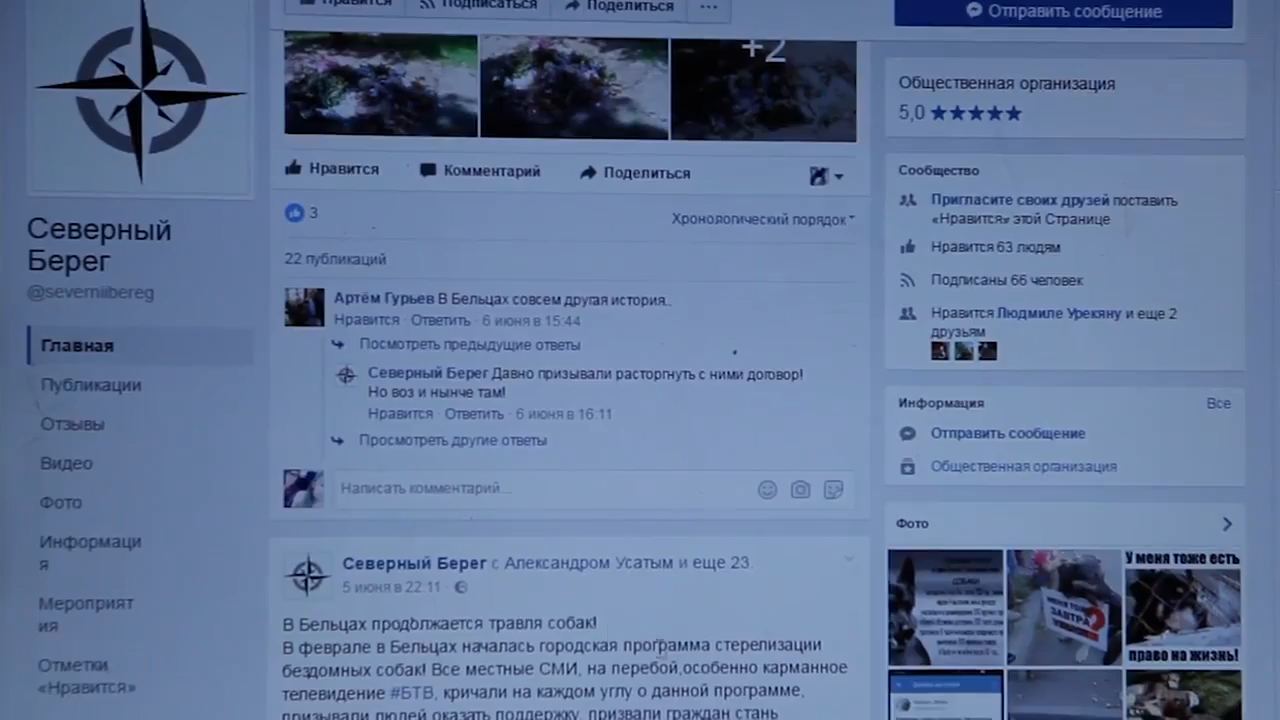 Нравится
Подписаться
Поделиться
...
Отправить сообщение
+2
Общественная организация
5,0
Нравится
Комментарий
Поделиться
3
Хронологический порядок
22 публикаций
Сообщество
Пригласите своих друзей поставить
«Нравится» этой Странице
Нравится 63 людям
Подписаны 66 человек
Нравится Людмиле Урекяну и еще 2
друзьям
Северный
Берег
@severniibereg
Главная
Публикации
Отзывы
Видео
Фото
Информаци
я
Мероприят
ия
Отметки
«Нравится»
Артём Гурьев В Бельцах совсем другая история..
Нравится · Ответить · 6 июня в 15:44
Посмотреть предыдущие ответы
Северный Берег Давно призывали расторгнуть с ними договор!
Но воз и нынче там!
Нравится · Ответить · 6 июня в 16:11
Просмотреть другие ответы
Написать комментарий...
Информация
Все
Отправить сообщение
Общественная организация
Фото
СОБАКИ
ЗАВТРА
У меня тоже есть
право на жизнь!
Северный Берег с Александром Усатым и еще 23.
5 июня в 22:11
В Бельцах продолжается травля собак!
В феврале в Бельцах началась городская программа стерелизации
бездомных собак! Все местные СМИ, на перебой,особенно карманное
телевидение #БТВ, кричали на каждом углу о данной программе,
призывали людей оказать поддержку, призвали граждан стань